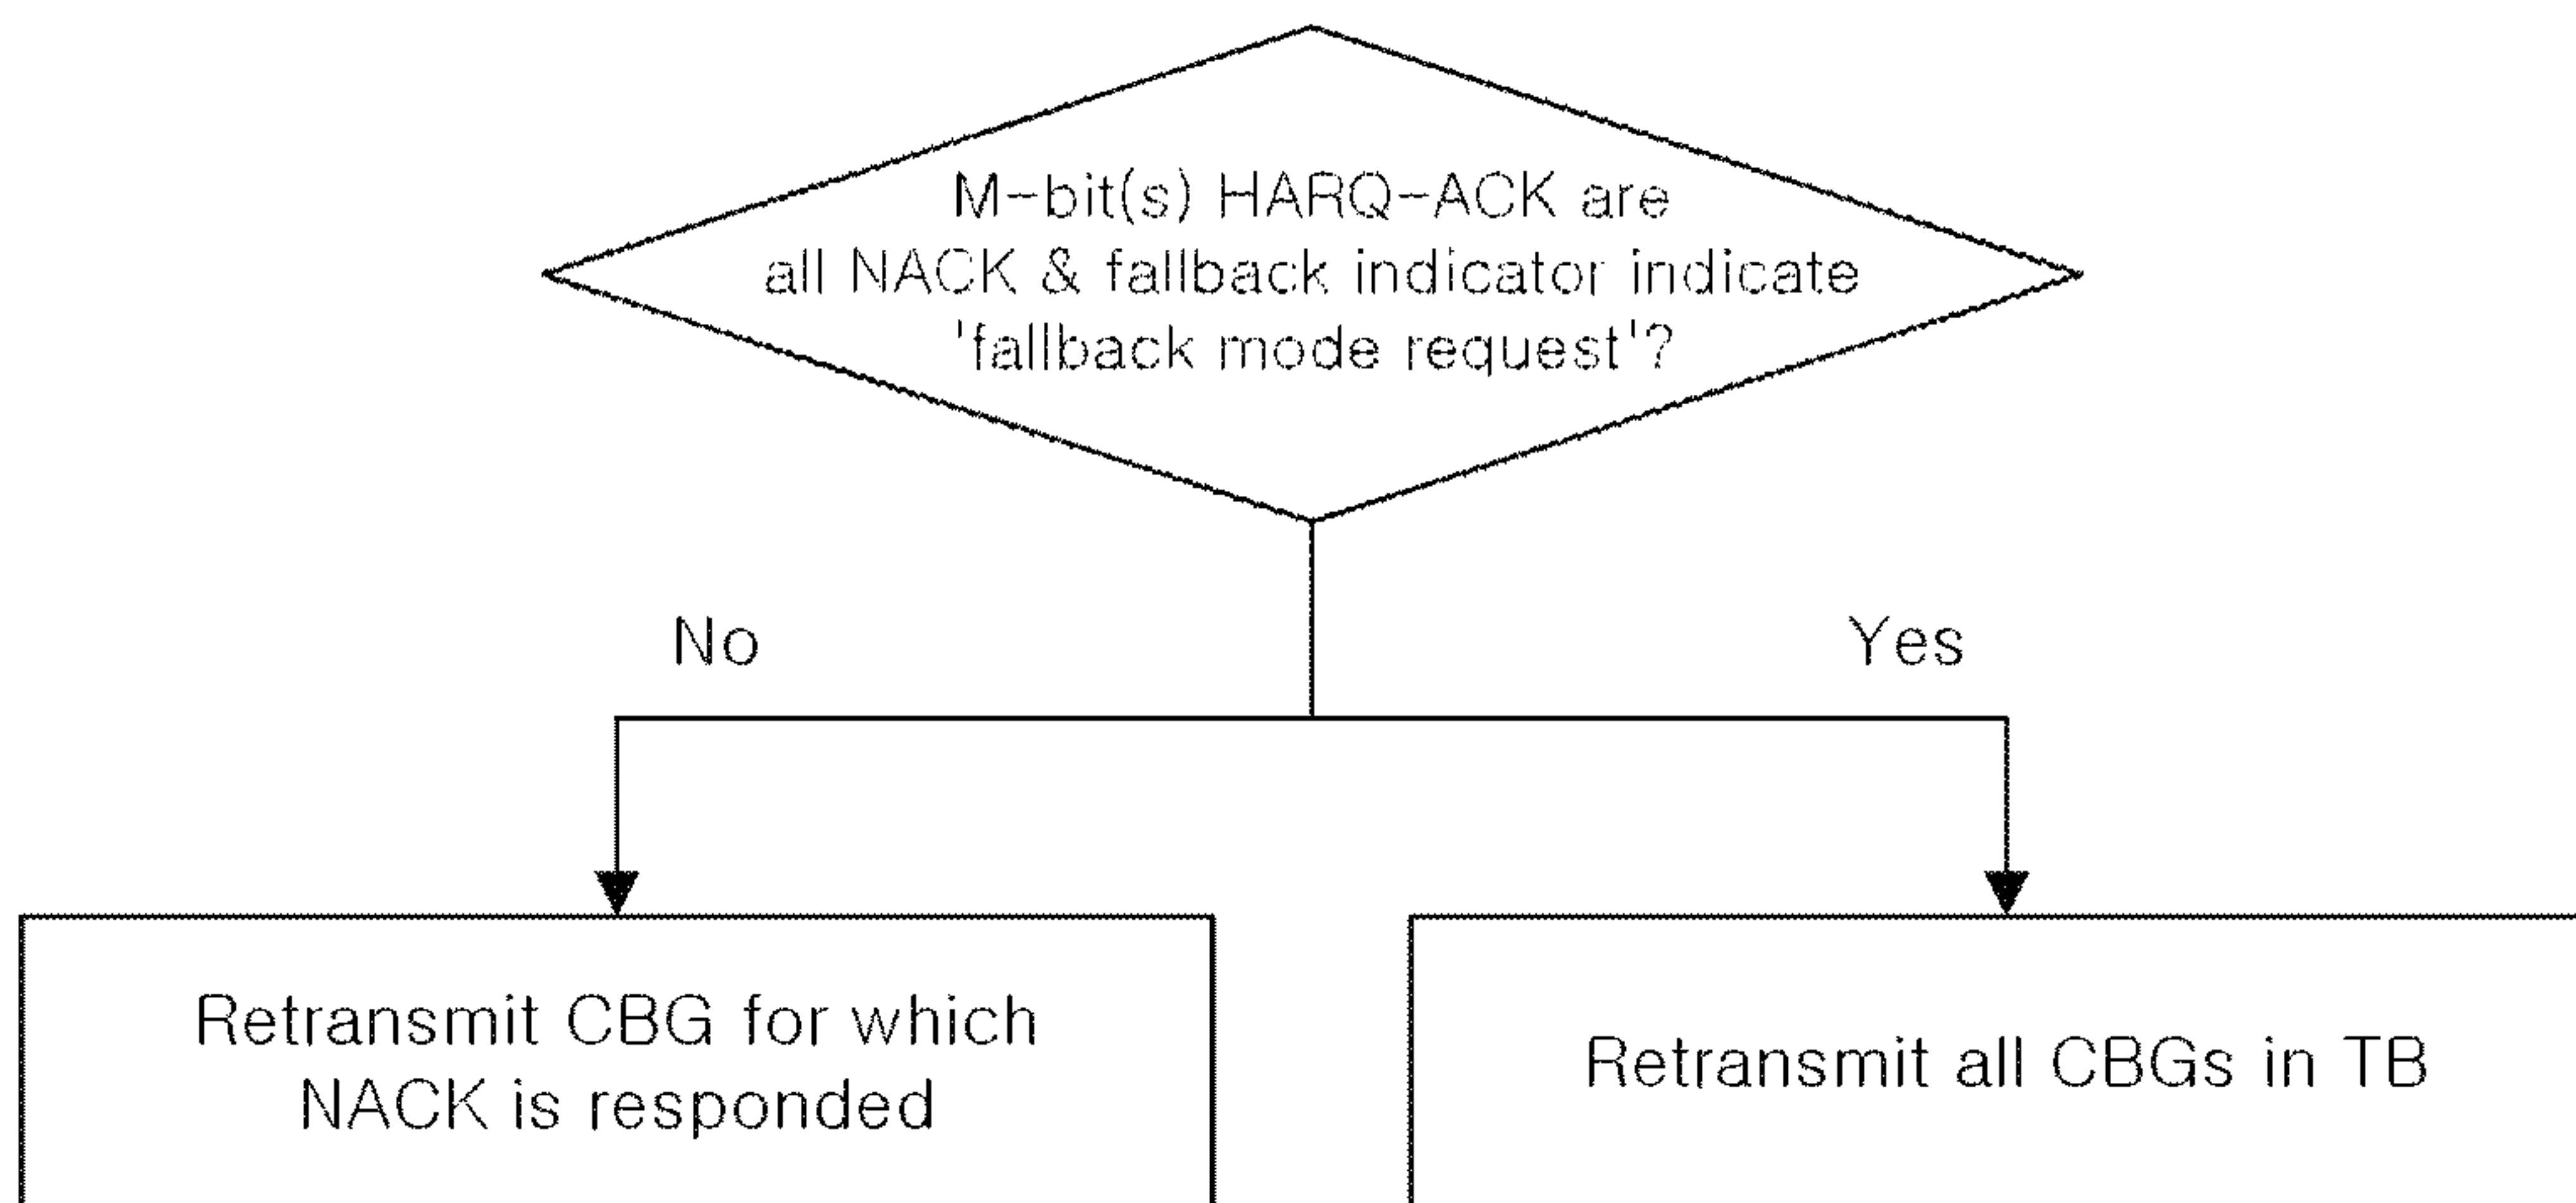 M-bit(s) HARQ-ACK are
all NACK & fallback indicator indicate
'fallback mode request'?
No
Yes
Retransmit CBG for which
NACK is responded
Retransmit all CBGs in TB